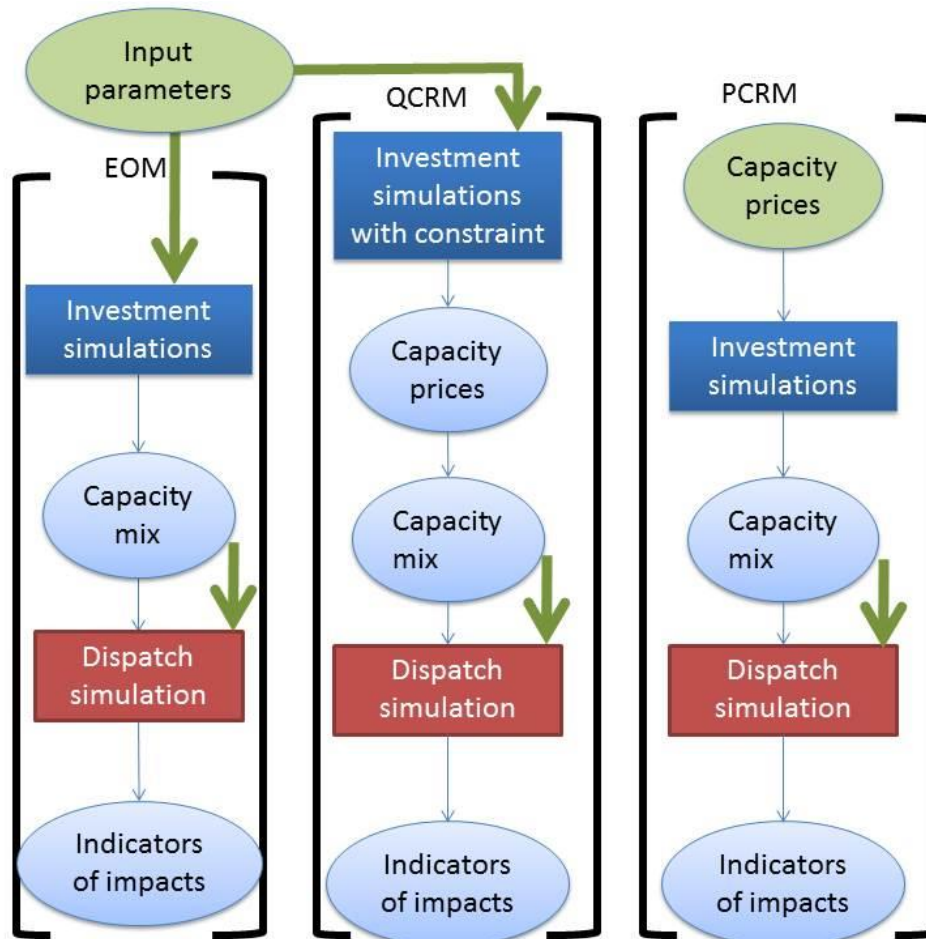 Input
parameters
EOM
Investment
simulations
Capacity
mix
Dispatch
simulation
Indicators
of impacts
QCRM
Investment
simulations
with constraint
Capacity
prices
Capacity
mix
Dispatch
simulation
Indicators
of impacts
PCRM
Capacity
prices
Investment
simulations
Capacity
mix
Dispatch
simulation
Indicators
of impacts